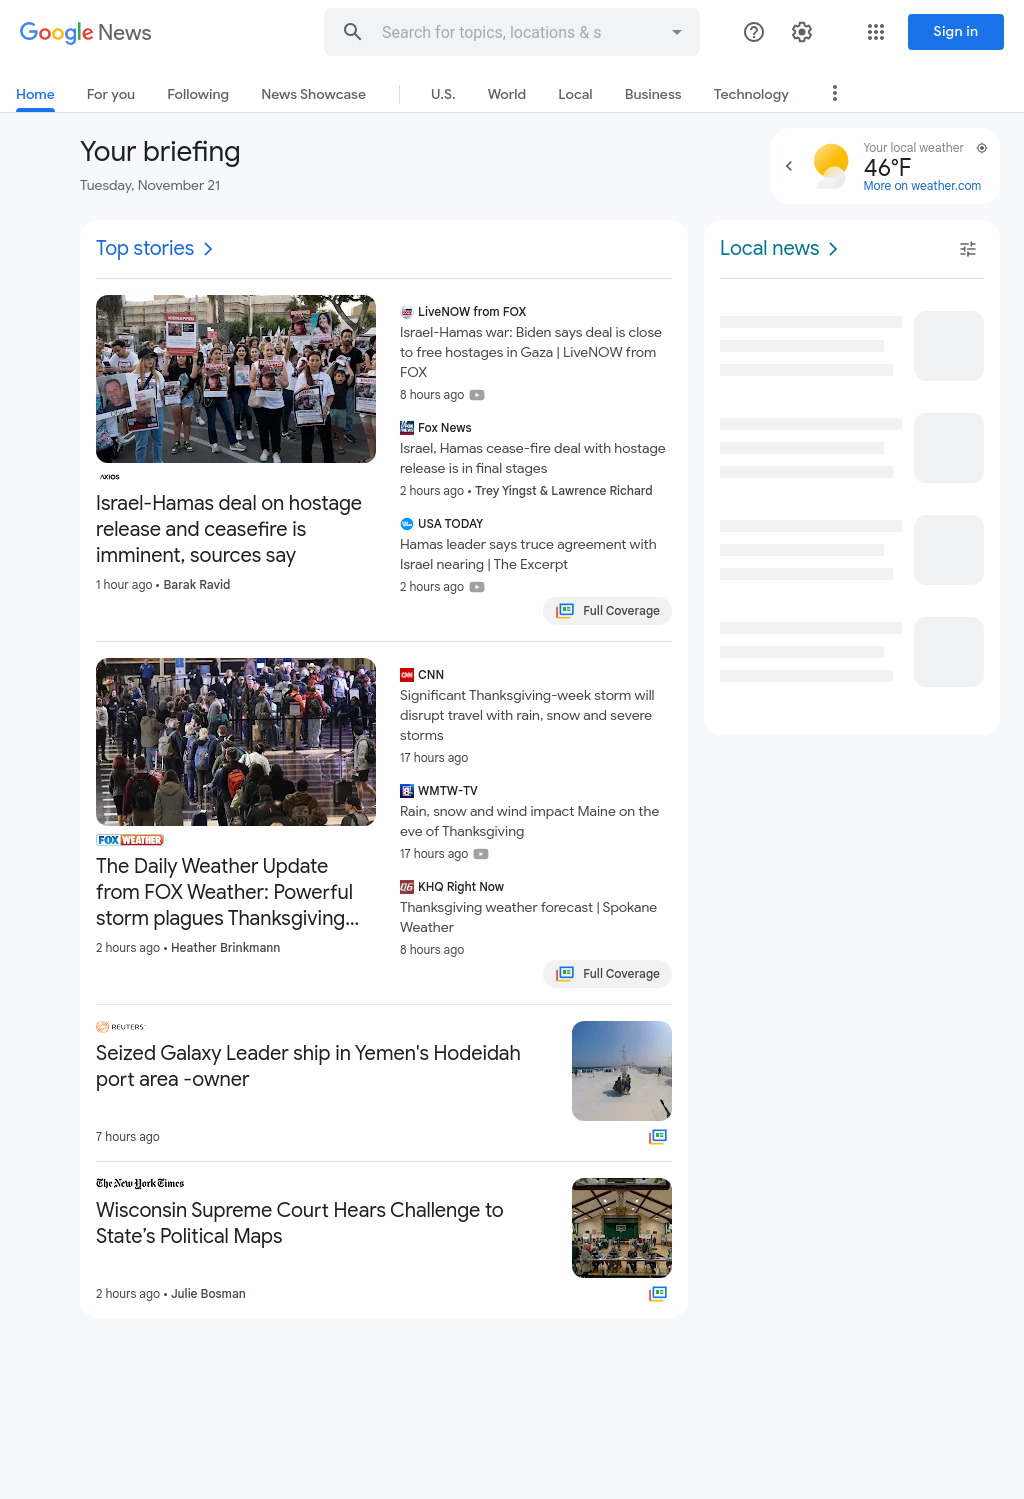 Google News
Search for topics, locations & s
Sign in
Home
For you
Following
News Showcase
U.S.
World
Local
Business
Technology
Your briefing
Tuesday, November 21
Your local weather
46°F
More on weather.com
Top stories
Local news
KIDNAPPED
AXIOS
Israel-Hamas deal on hostage
release and ceasefire is
imminent, sources say
1 hour ago • Barak Ravid
LiveNOW from FOX
Israel-Hamas war: Biden says deal is close
to free hostages in Gaza | LiveNOW from
FOX
8 hours ago
Fox News
Israel, Hamas cease-fire deal with hostage
release is in final stages
2 hours ago • Trey Yingst & Lawrence Richard
USA TODAY
Hamas leader says truce agreement with
Israel nearing | The Excerpt
2 hours ago
Full Coverage
FOX WEATHER
The Daily Weather Update
from FOX Weather: Powerful
storm plagues Thanksgiving...
2 hours ago • Heather Brinkmann
CNN
Significant Thanksgiving-week storm will
disrupt travel with rain, snow and severe
storms
17 hours ago
WMTW-TV
Rain, snow and wind impact Maine on the
eve of Thanksgiving
17 hours ago
KHQ Right Now
Thanksgiving weather forecast | Spokane
Weather
8 hours ago
Full Coverage
REUTERS
Seized Galaxy Leader ship in Yemen's Hodeidah
port area -owner
7 hours ago
The New York Times
Wisconsin Supreme Court Hears Challenge to
State’s Political Maps
2 hours ago • Julie Bosman